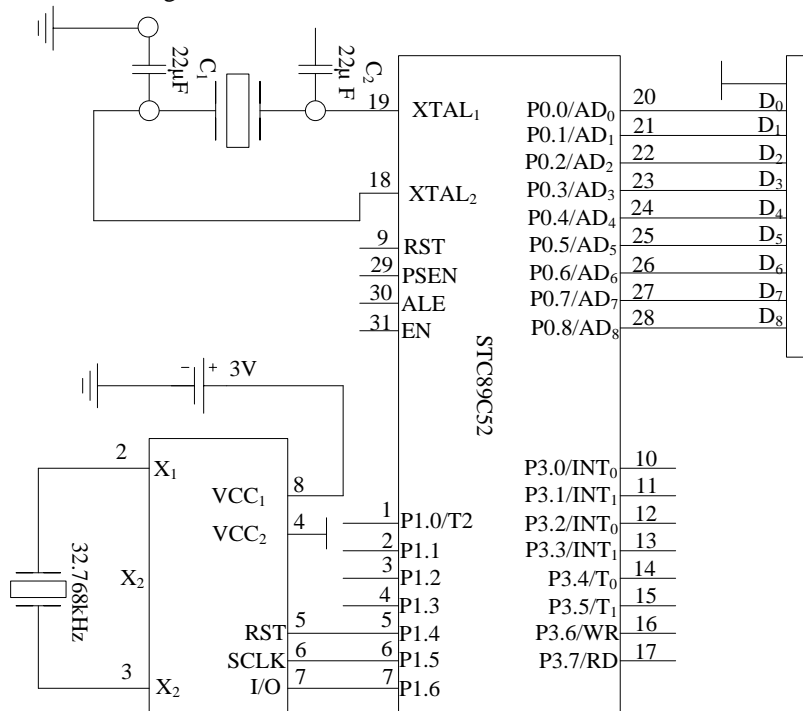 22μF
C₁
22μ F
C₂
19
XTAL₁
18
XTAL₂
9
RST
29
PSEN
30
ALE
31
EN
STC89C52
P0.0/AD₀
20
D₀
P0.1/AD₁
21
D₁
P0.2/AD₂
22
D₂
P0.3/AD₃
23
D₃
P0.4/AD₄
24
D₄
P0.5/AD₅
25
D₅
P0.6/AD₆
26
D₆
P0.7/AD₇
27
D₇
P0.8/AD₈
28
D₈
− + 3V
2
X₁
32.768kHz
X₂
3
X₂
VCC₁
8
VCC₂
4
RST
5
SCLK
6
I/O
7
1
P1.0/T2
2
P1.1
3
P1.2
4
P1.3
5
P1.4
6
P1.5
7
P1.6
P3.0/INT₀
10
P3.1/INT₁
11
P3.2/INT₀
12
P3.3/INT₁
13
P3.4/T₀
14
P3.5/T₁
15
P3.6/WR
16
P3.7/RD
17